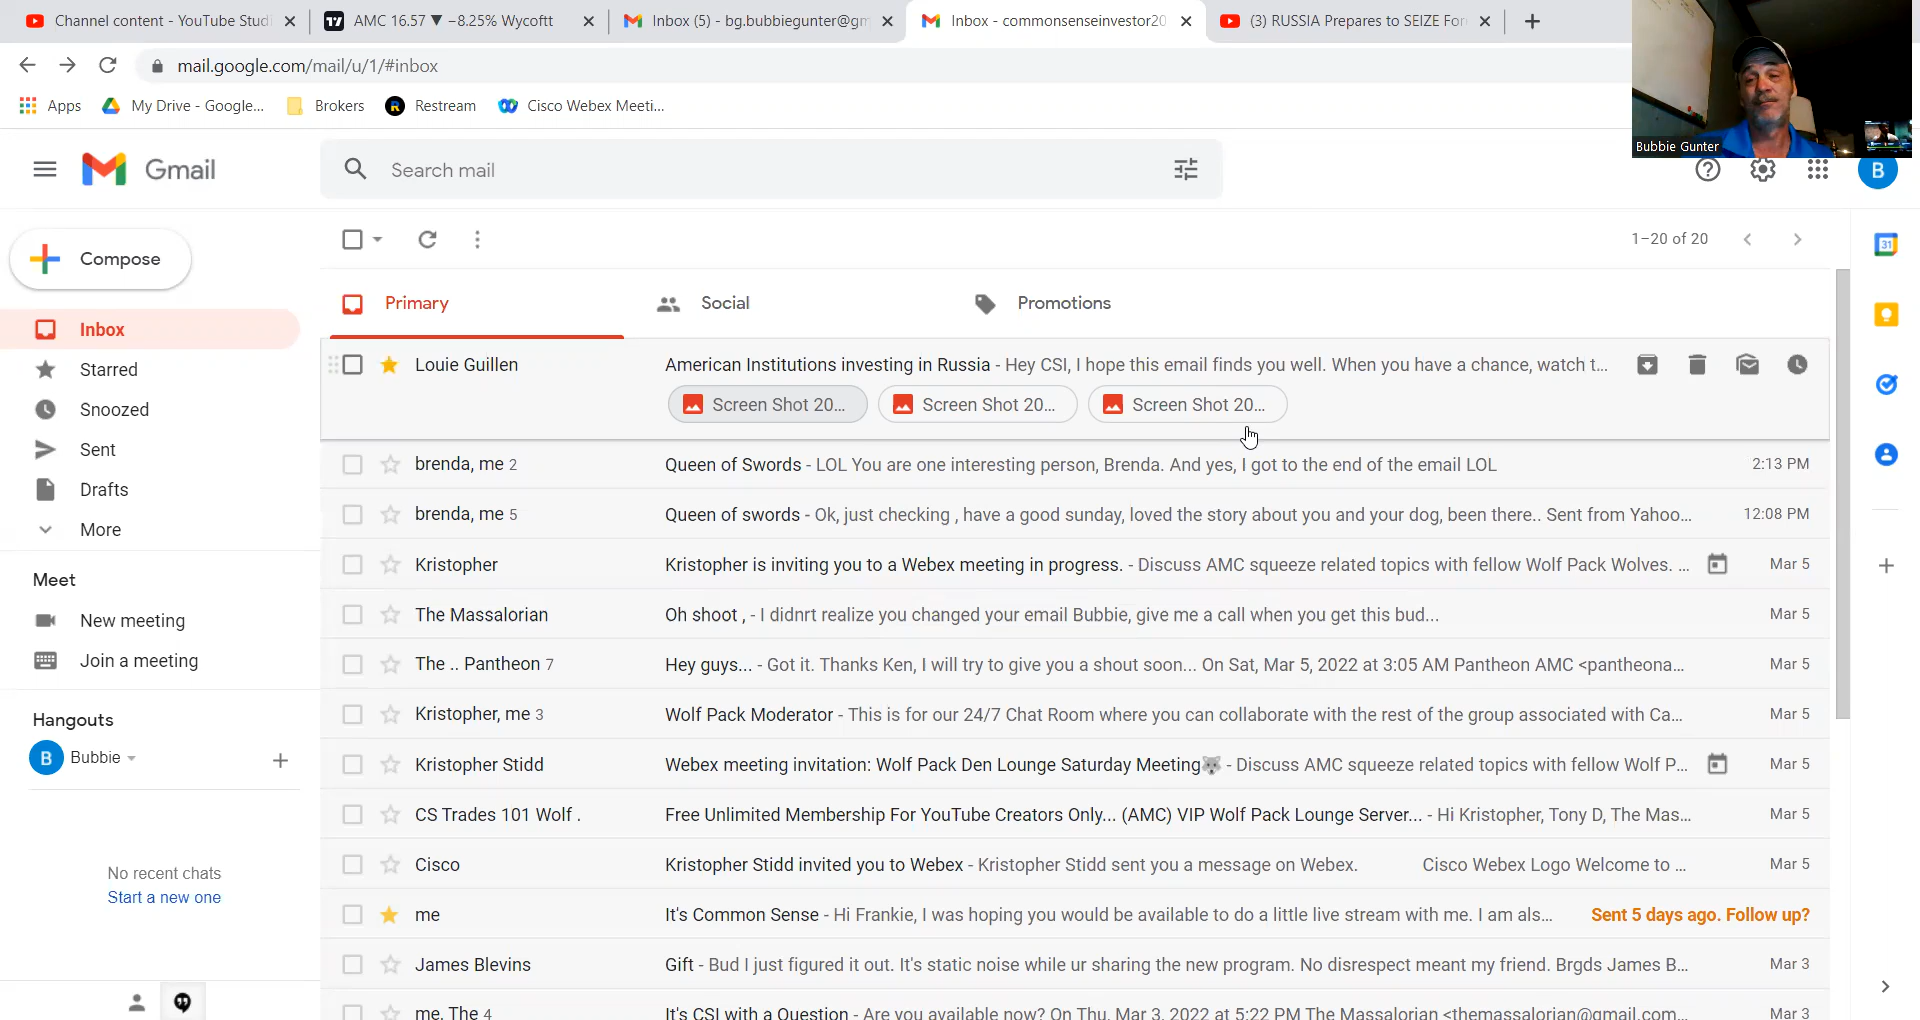 Channel content - YouTube Studi
AMC 16.57 ▼ −8.25% Wycoftt
Inbox (5) - bg.bubbiegunter@gm
Inbox - commonsenseinvestor20
(3) RUSSIA Prepares to SEIZE For
mail.google.com/mail/u/1/#inbox
Apps
My Drive - Google...
Brokers
Restream
Cisco Webex Meeti...
Bubbie Gunter
Gmail
Search mail
B
Compose
1–20 of 20
31
Primary
Social
Promotions
Inbox
Starred
Snoozed
Sent
Drafts
More
Meet
New meeting
Join a meeting
Hangouts
B Bubbie
No recent chats
Start a new one
Louie Guillen American Institutions investing in Russia - Hey CSI, I hope this email finds you well. When you have a chance, watch t...
Screen Shot 20... Screen Shot 20... Screen Shot 20...
brenda, me 2 Queen of Swords - LOL You are one interesting person, Brenda. And yes, I got to the end of the email LOL 2:13 PM
brenda, me 5 Queen of swords - Ok, just checking , have a good sunday, loved the story about you and your dog, been there.. Sent from Yahoo... 12:08 PM
Kristopher Kristopher is inviting you to a Webex meeting in progress. - Discuss AMC squeeze related topics with fellow Wolf Pack Wolves. ... Mar 5
The Massalorian Oh shoot , - I didnrt realize you changed your email Bubbie, give me a call when you get this bud... Mar 5
The .. Pantheon 7 Hey guys... - Got it. Thanks Ken, I will try to give you a shout soon... On Sat, Mar 5, 2022 at 3:05 AM Pantheon AMC <pantheona... Mar 5
Kristopher, me 3 Wolf Pack Moderator - This is for our 24/7 Chat Room where you can collaborate with the rest of the group associated with Ca... Mar 5
Kristopher Stidd Webex meeting invitation: Wolf Pack Den Lounge Saturday Meeting🐺 - Discuss AMC squeeze related topics with fellow Wolf P... Mar 5
CS Trades 101 Wolf . Free Unlimited Membership For YouTube Creators Only... (AMC) VIP Wolf Pack Lounge Server... - Hi Kristopher, Tony D, The Mas... Mar 5
Cisco Kristopher Stidd invited you to Webex - Kristopher Stidd sent you a message on Webex. Cisco Webex Logo Welcome to ... Mar 5
me It's Common Sense - Hi Frankie, I was hoping you would be available to do a little live stream with me. I am als... Sent 5 days ago. Follow up?
James Blevins Gift - Bud I just figured it out. It's static noise while ur sharing the new program. No disrespect meant my friend. Brgds James B... Mar 3
me, The 4 It's CSI with a Question - Are you available now? On Thu, Mar 3, 2022 at 5:22 PM The Massalorian <themassalorian@gmail.com... Mar 3